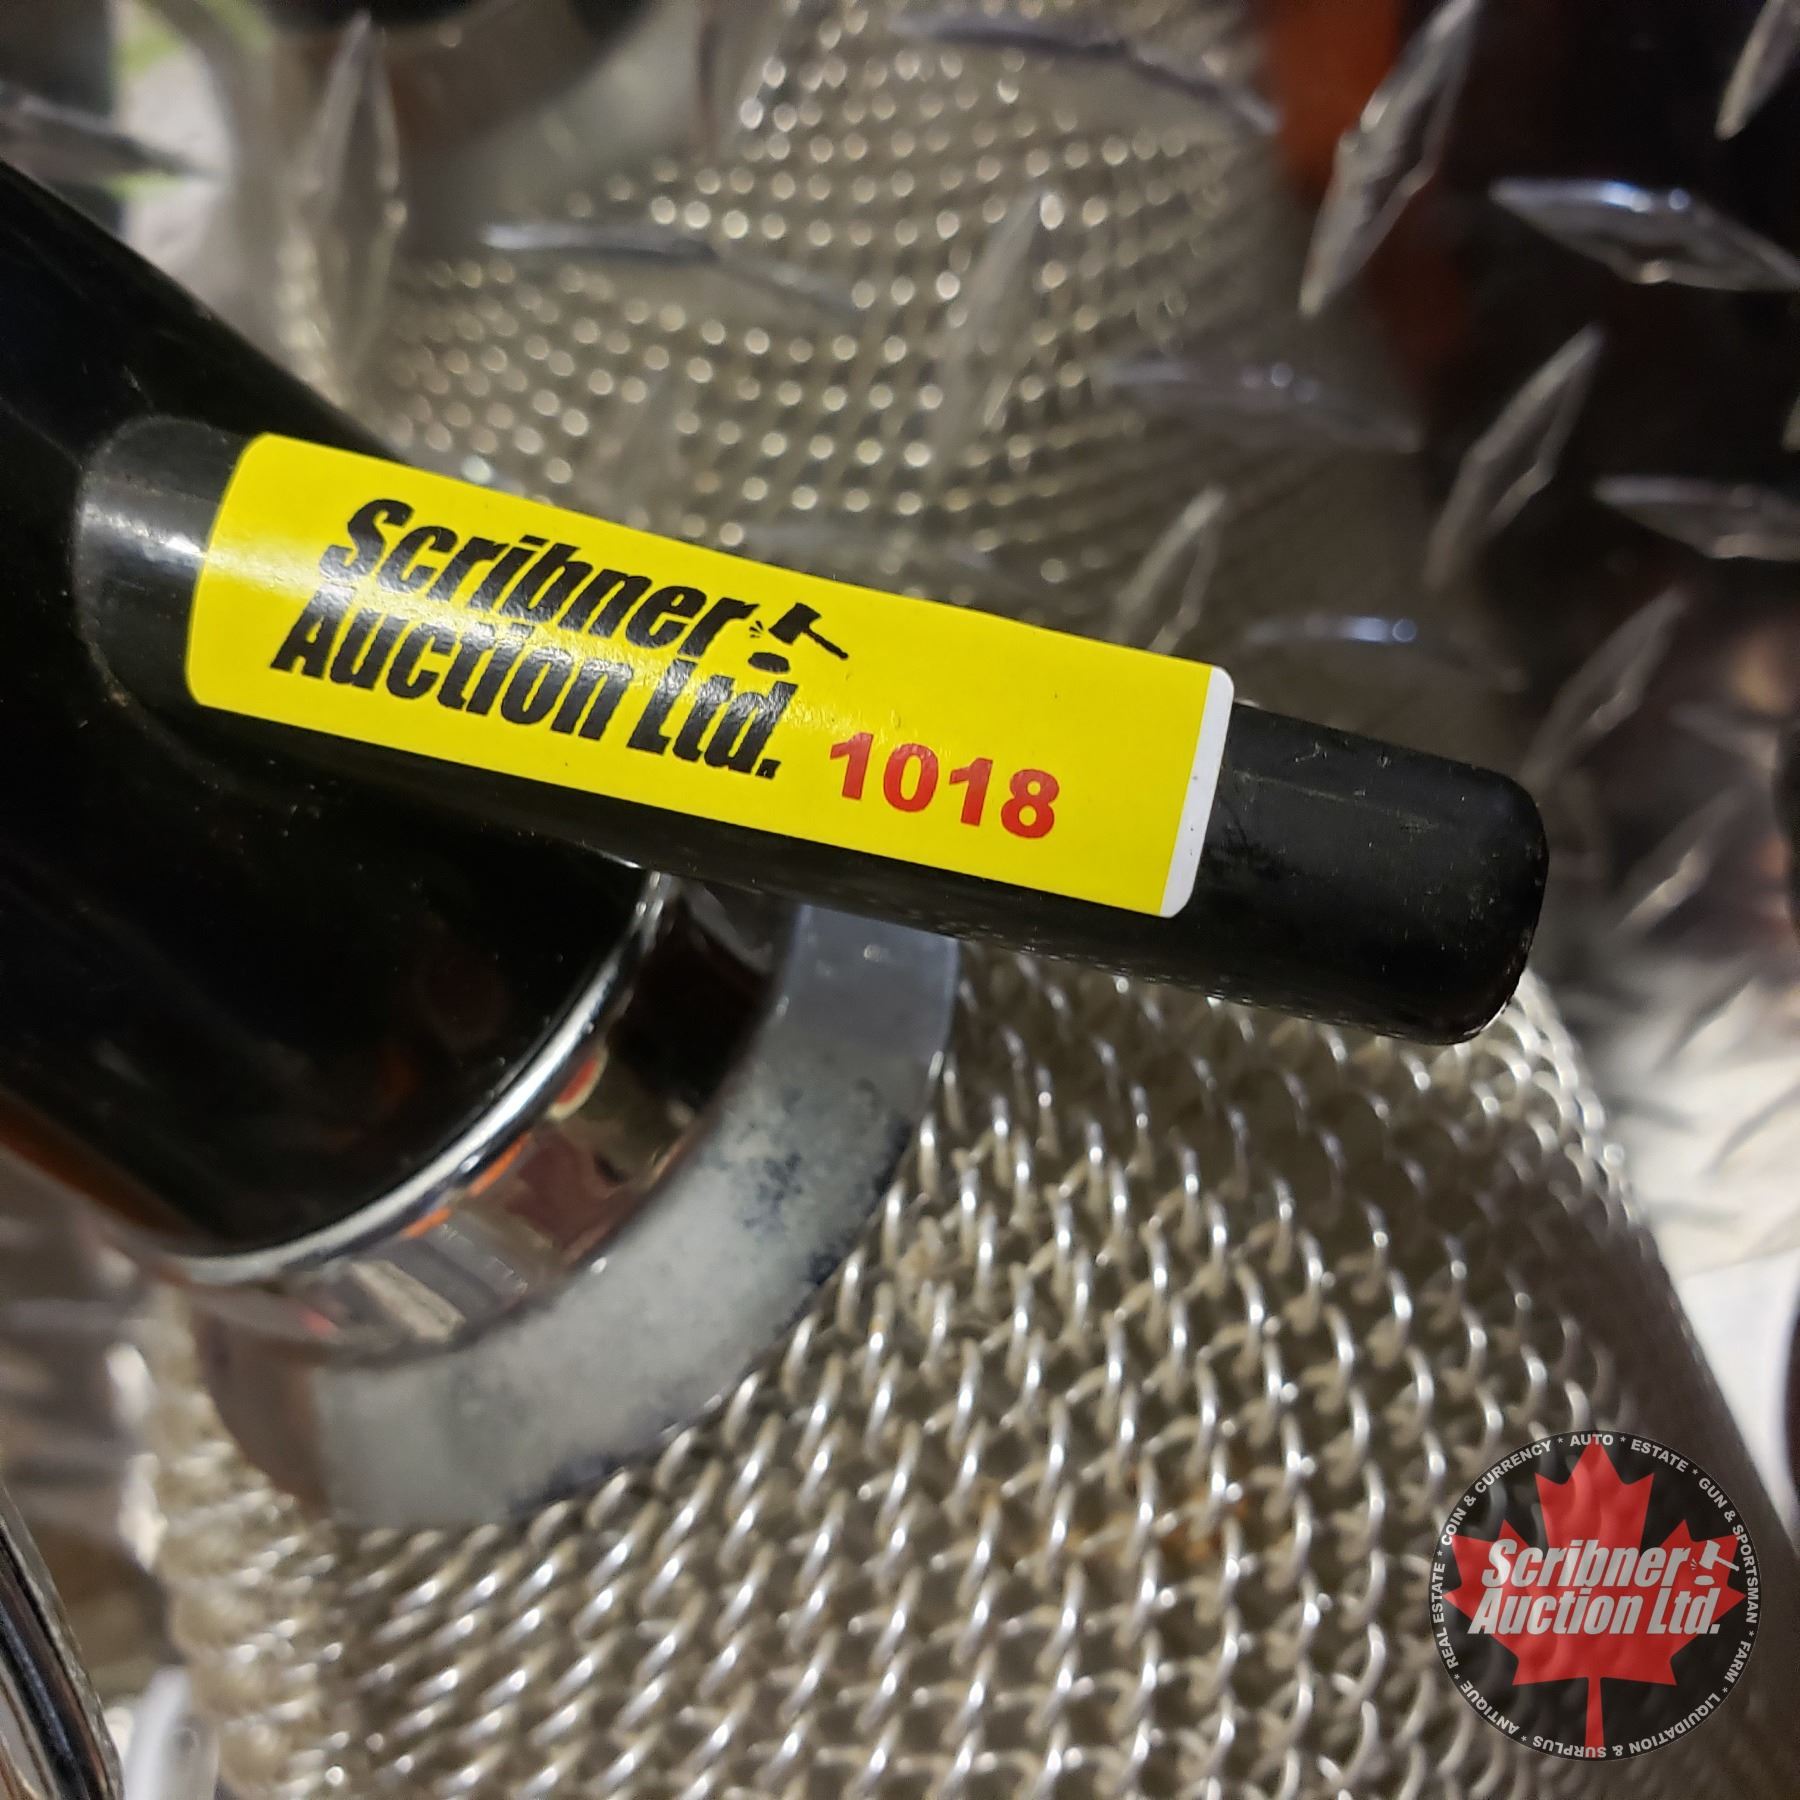 Scribner
Auction Ltd.
1018
Scribner
Auction Ltd.
ANTIQUE * REAL ESTATE * COIN & CURRENCY * AUTO * ESTATE * GUN & SPORTSMAN * FARM * LIQUIDATION & SURPLUS *